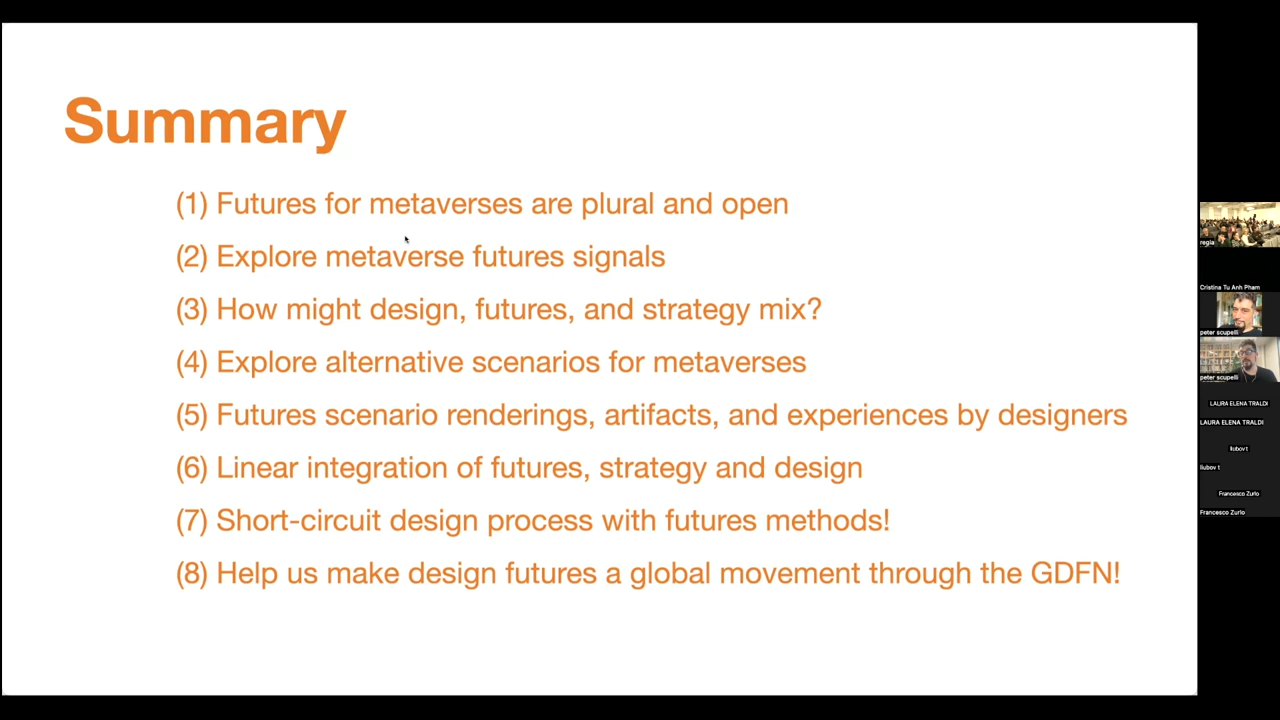 Summary
(1) Futures for metaverses are plural and open
(2) Explore metaverse futures signals
(3) How might design, futures, and strategy mix?
(4) Explore alternative scenarios for metaverses
(5) Futures scenario renderings, artifacts, and experiences by designers
(6) Linear integration of futures, strategy and design
(7) Short-circuit design process with futures methods!
(8) Help us make design futures a global movement through the GDFN!
regia
Cristina Tu Anh Pham
peter scupelli
peter scupelli
LAURA ELENA TRALDI
LAURA ELENA TRALDI
liubov t
liubov t
Francesco Zurlo
Francesco Zurlo